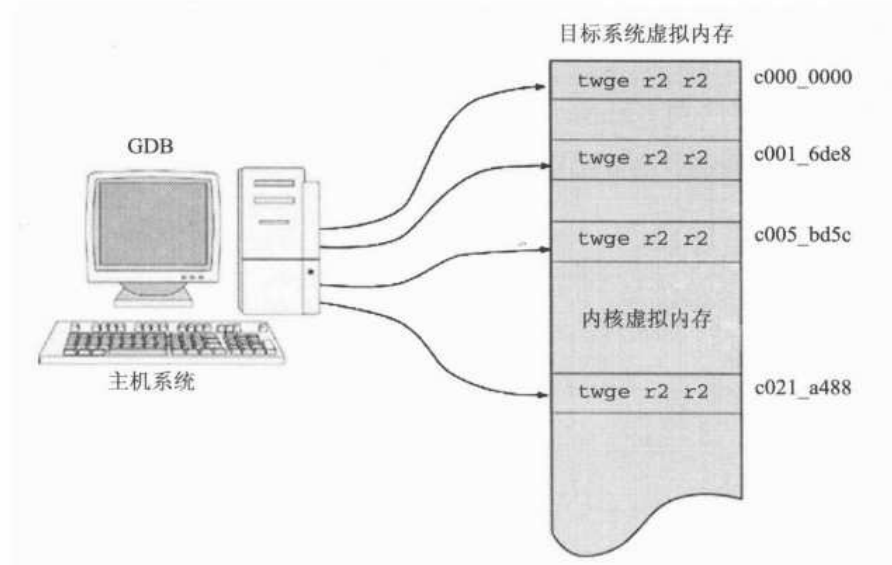 目标系统虚拟内存
twge r2 r2 c000_0000
GDB
twge r2 r2 c001_6de8
twge r2 r2 c005_bd5c
内核虚拟内存
主机系统
twge r2 r2 c021_a488